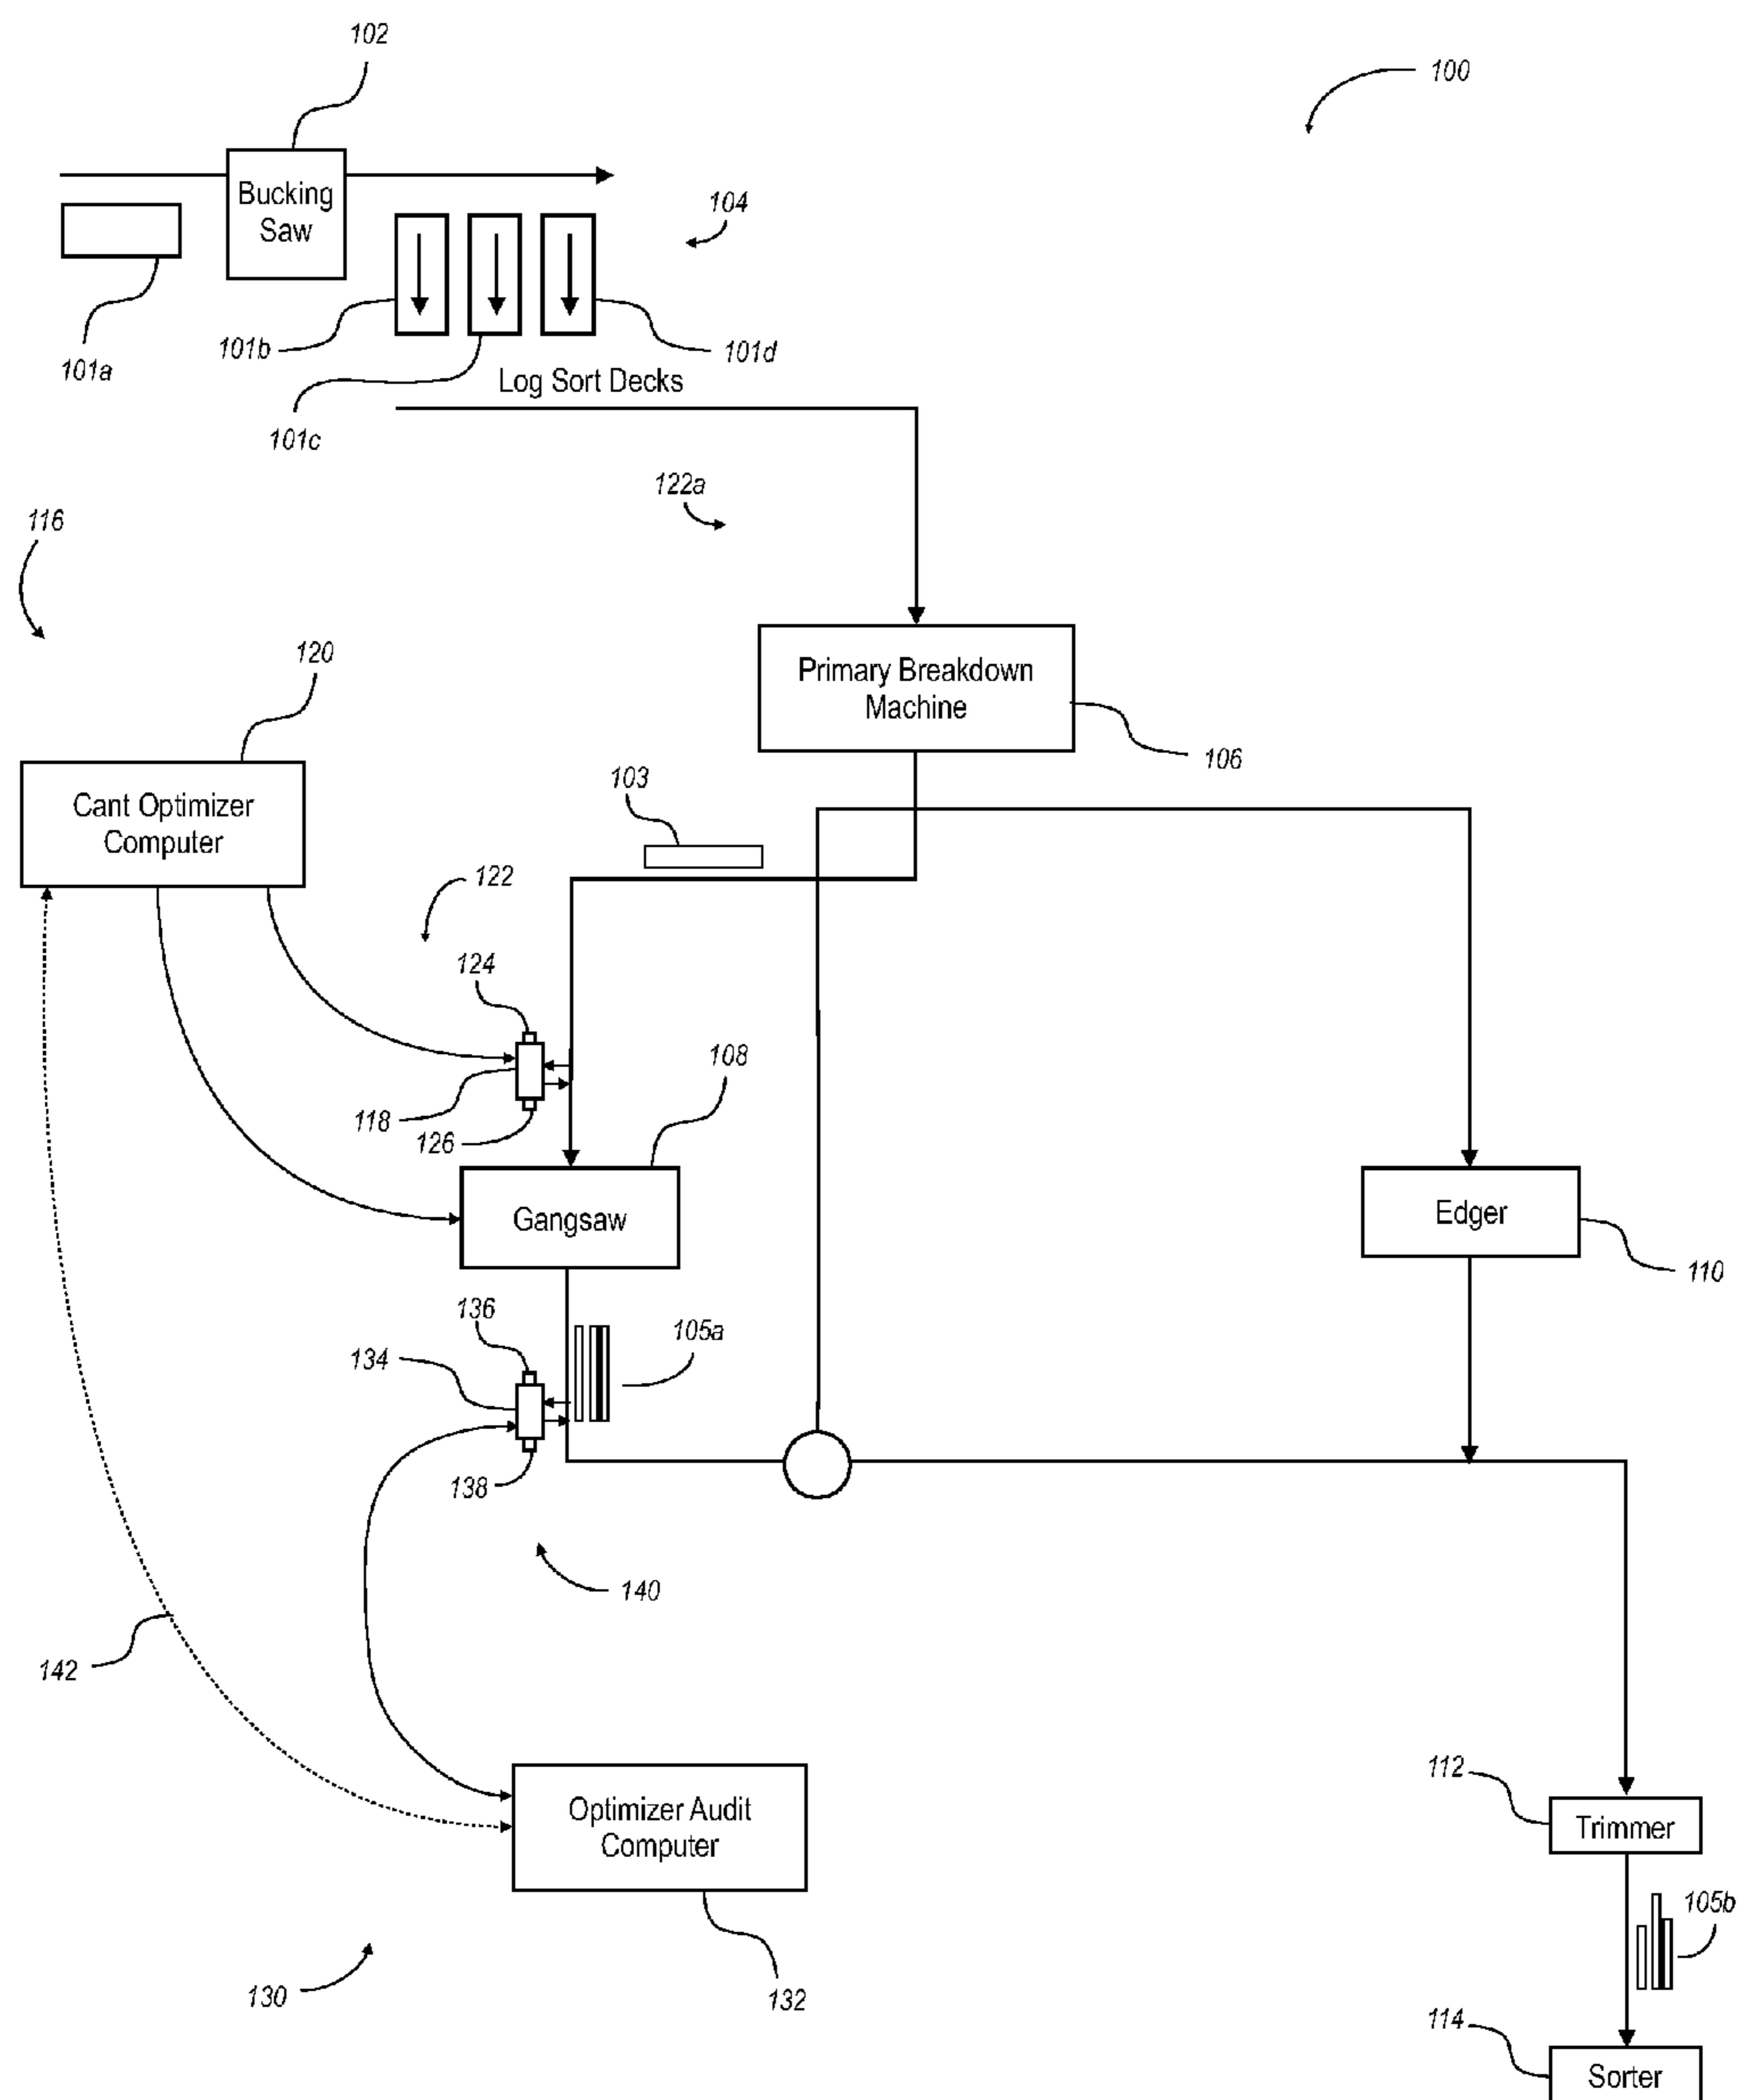 102
100
Bucking
Saw
104
101a
101b
101d
Log Sort Decks
101c
122a
116
120
Primary Breakdown
Machine
106
103
Cant Optimizer
Computer
122
124
108
118
126
Gangsaw
Edger
110
136
105a
134
138
140
142
112
Optimizer Audit
Computer
Trimmer
105b
130
132
114
Sorter